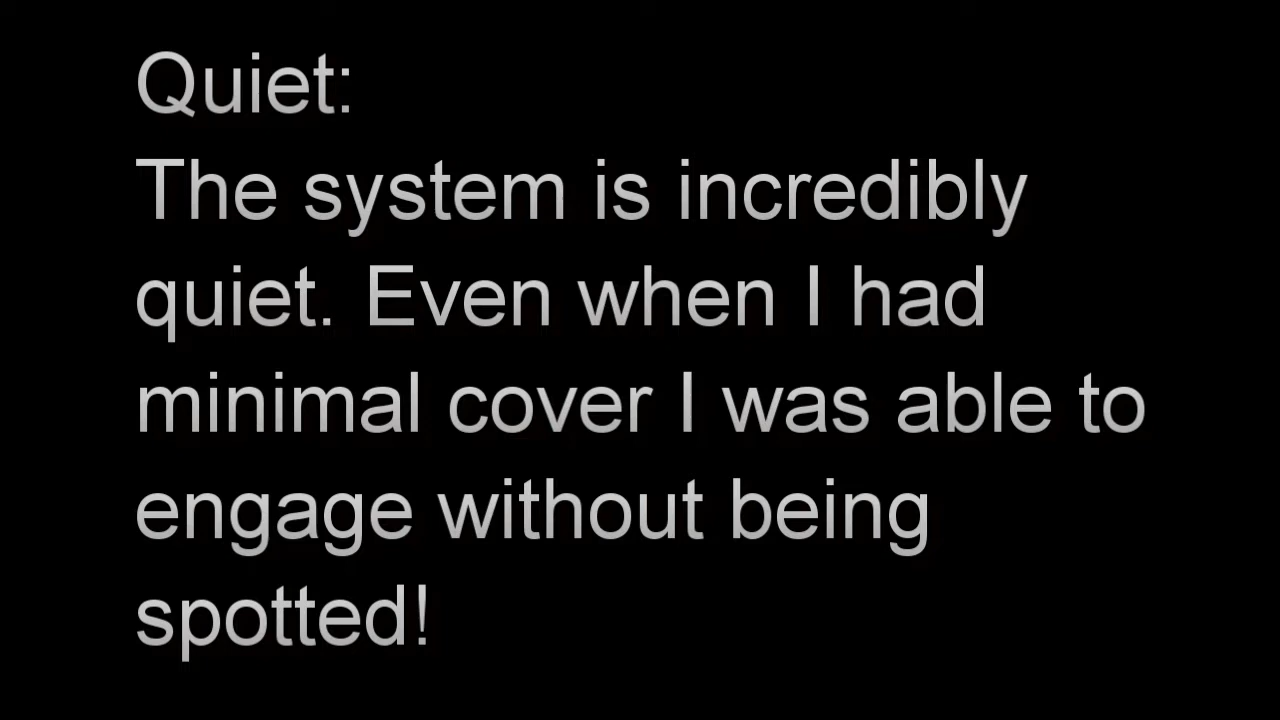 Quiet:
The system is incredibly
quiet. Even when I had
minimal cover I was able to
engage without being
spotted!